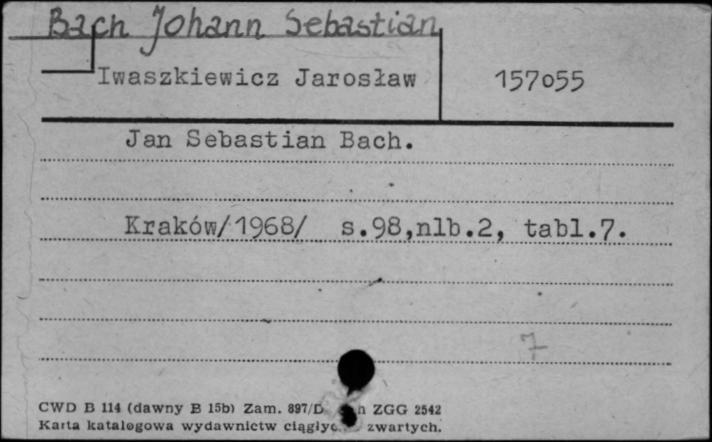 Bach Johann Sebastian
Iwaszkiewicz Jarosław 157055
Jan Sebastian Bach.
Kraków/1968/ s.98,nlb.2, tabl.7.
7
CWD B 114 (dawny B 15b) Zam. 897/D ZGG 2542
Karta katalogowa wydawnictw zwartych.